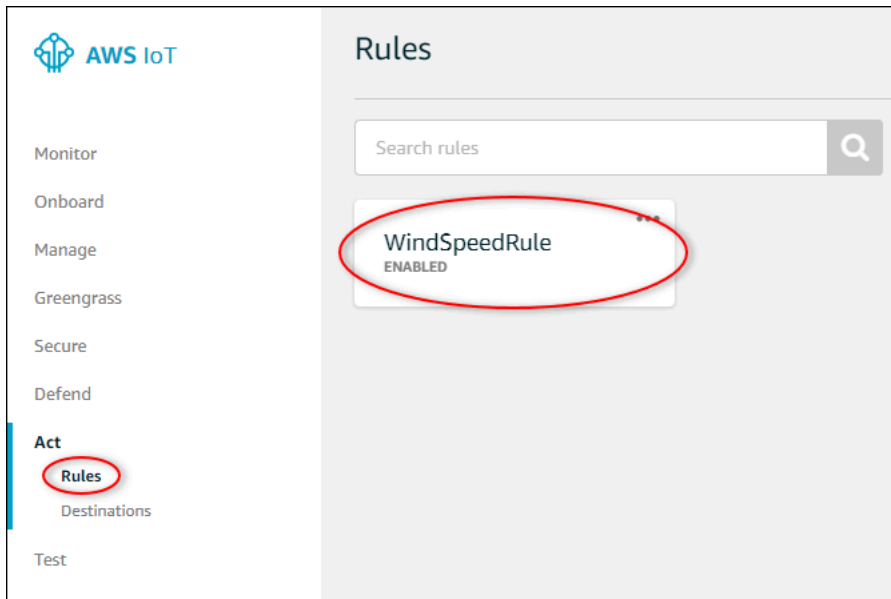 AWS IoT
Monitor
Onboard
Manage
Greengrass
Secure
Defend
Act
Rules
Destinations
Test
Rules
Search rules
WindSpeedRule
ENABLED